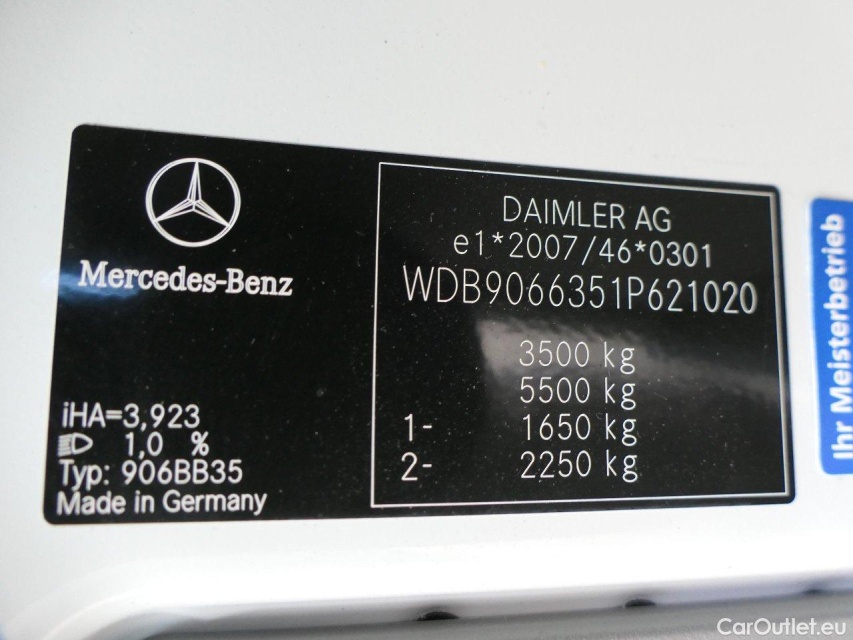 Mercedes-Benz
iHA=3,923
1,0 %
Typ: 906BB35
Made in Germany
DAIMLER AG
e1*2007/46*0301
WDB9066351P621020
3500 kg
5500 kg
1- 1650 kg
2- 2250 kg
Ihr Meisterbetrieb
CarOutlet.eu